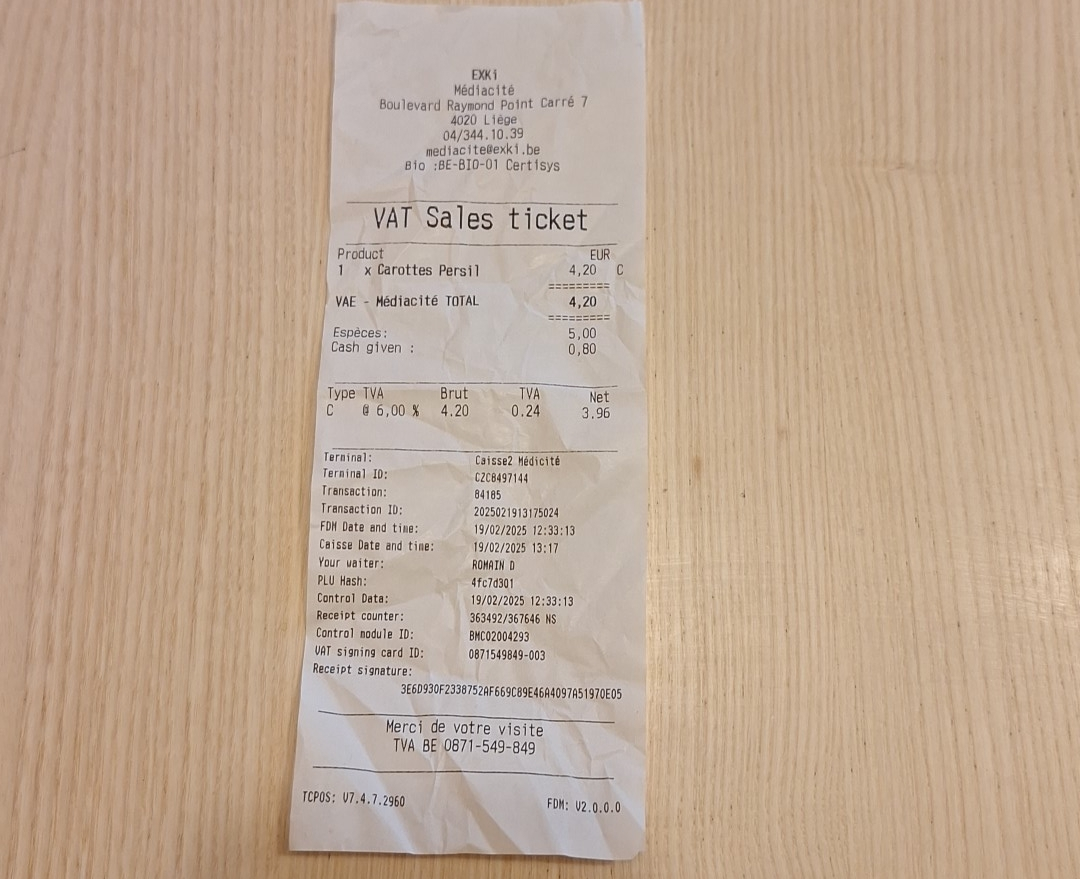 EXKi
Médiacité
Boulevard Raymond Point Carré 7
4020 Liège
04/344.10.39
mediacite@exki.be
Bio :BE-BIO-01 Certisys
VAT Sales ticket
Product EUR
1 x Carottes Persil 4,20 C
=========
VAE - Médiacité TOTAL 4,20
=========
Espèces: 5,00
Cash given : 0,80
Type TVA Brut TVA Net
C @ 6,00 % 4.20 0.24 3.96
Terminal: Caisse2 Médicité
Terminal ID: CZC8497144
Transaction: 84185
Transaction ID: 2025021913175024
FDM Date and time: 19/02/2025 12:33:13
Caisse Date and time: 19/02/2025 13:17
Your waiter: ROMAIN D
PLU Hash: 4fc7d301
Control Data: 19/02/2025 12:33:13
Receipt counter: 363492/367646 NS
Control module ID: BMC02004293
VAT signing card ID: 0871549849-003
Receipt signature:
3E6D930F2338752AF669C89E46A4097A51970E05
Merci de votre visite
TVA BE 0871-549-849
TCPOS: V7.4.7.2960 FDM: V2.0.0.0